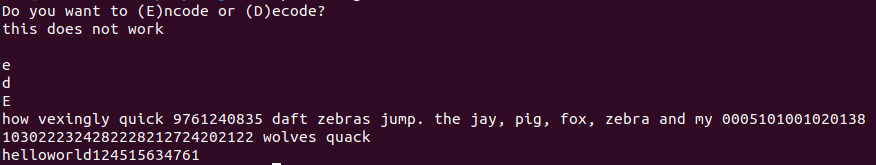 Do you want to (E)ncode or (D)ecode?
this does not work

e
d
E
how vexingly quick 9761240835 daft zebras jump. the jay, pig, fox, zebra and my 0005101001020138
1030222324282228212724202122 wolves quack
helloworld124515634761